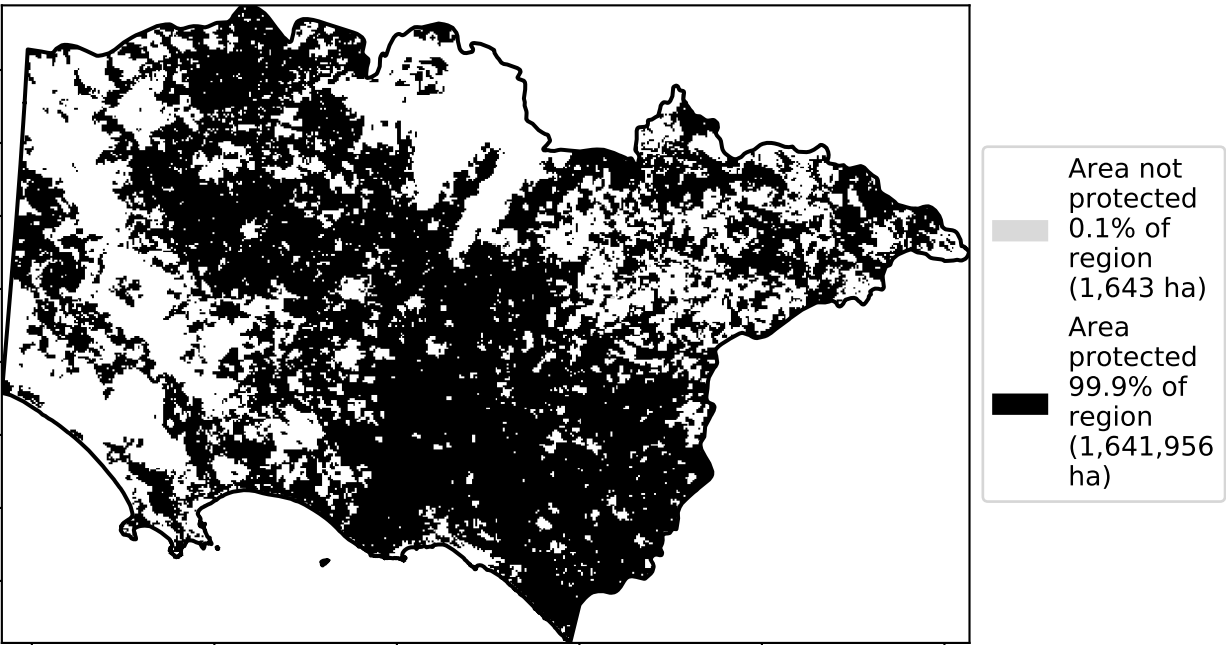 Area not
protected
0.1% of
region
(1,643 ha)
Area
protected
99.9% of
region
(1,641,956
ha)